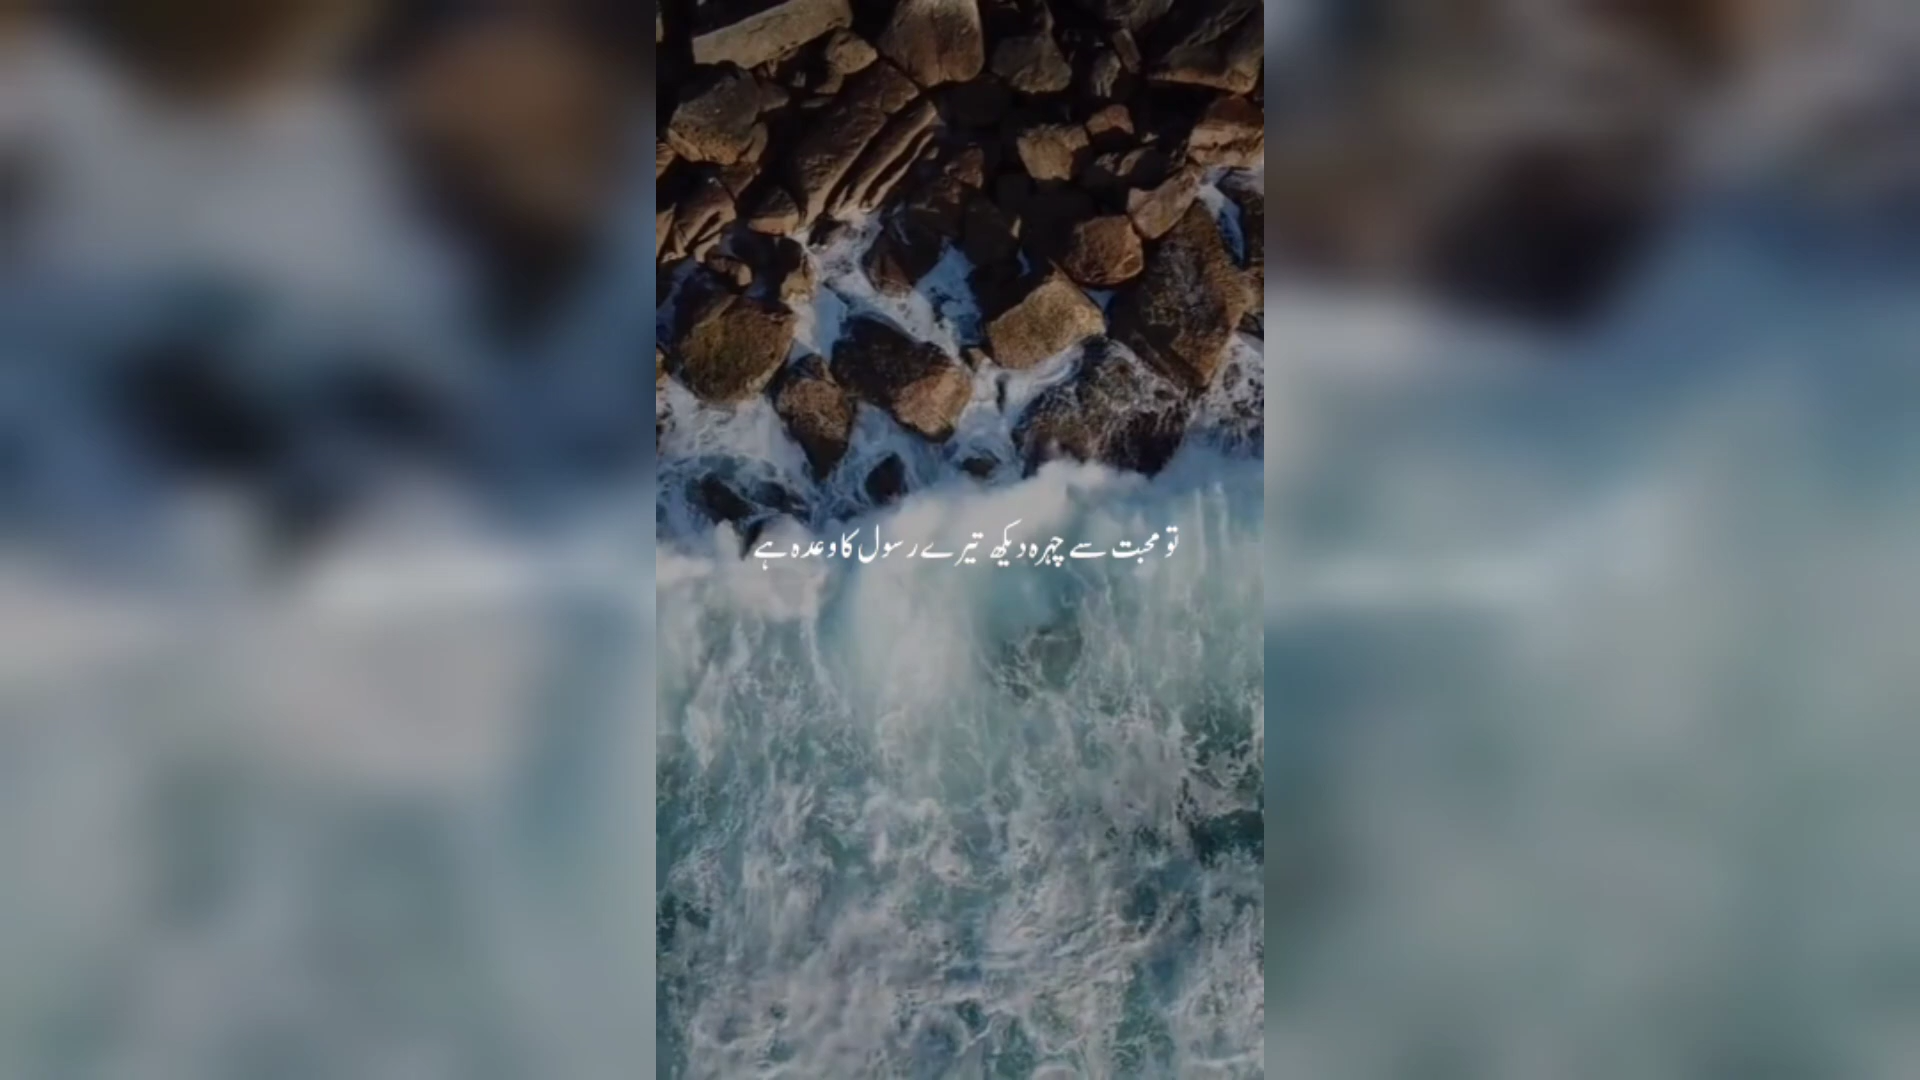 تو محبت سے چہرہ دیکھ تیرے رسول کا وعدہ ہے